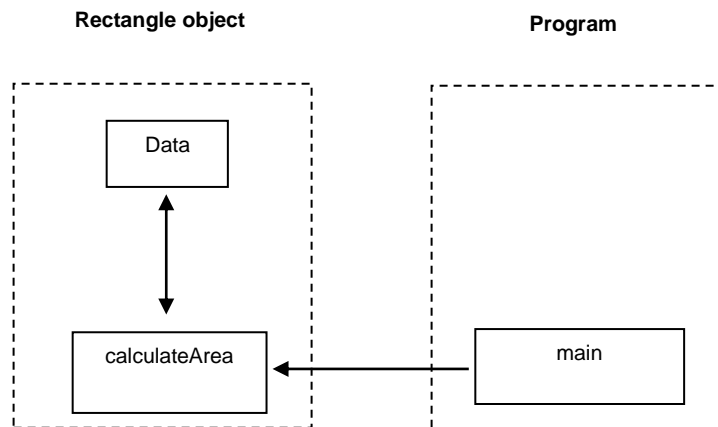 Rectangle object
Program
Data
calculateArea
main